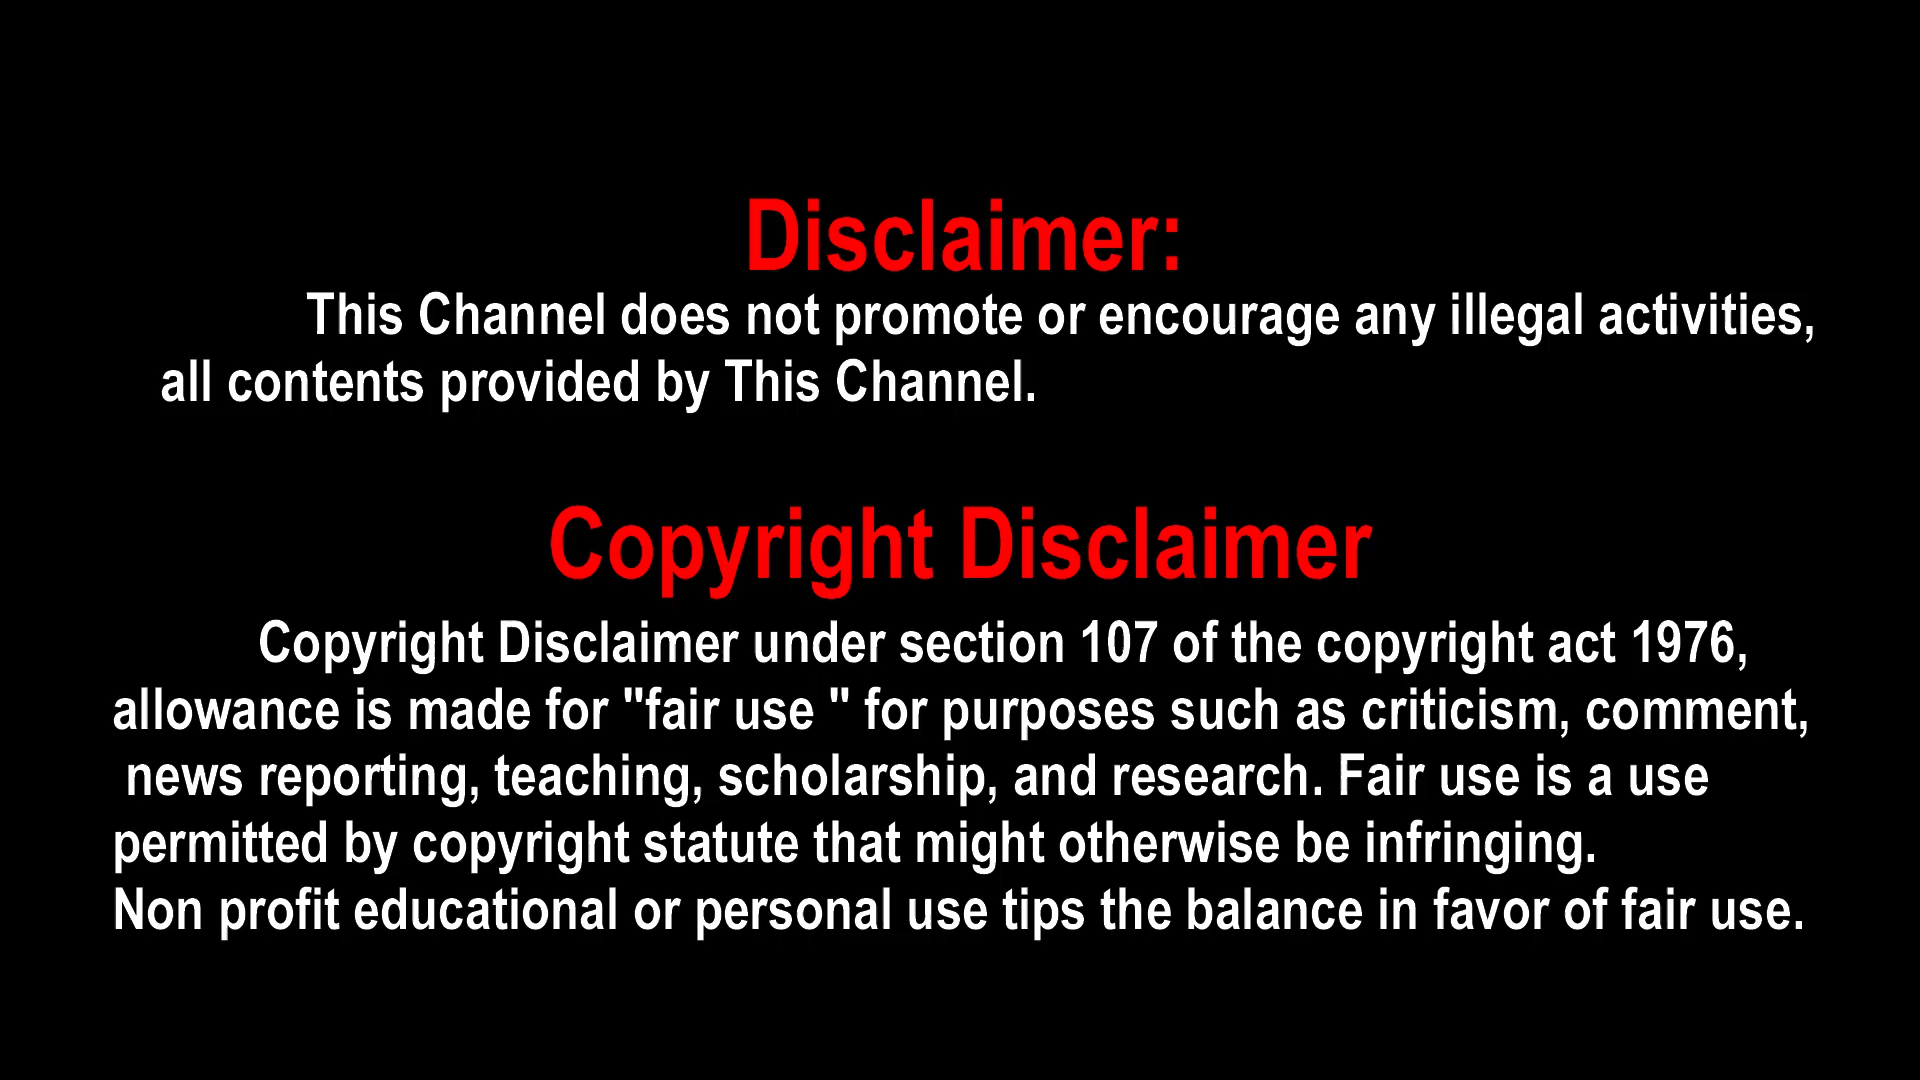 Disclaimer:
This Channel does not promote or encourage any illegal activities,
all contents provided by This Channel.
Copyright Disclaimer
Copyright Disclaimer under section 107 of the copyright act 1976,
allowance is made for "fair use " for purposes such as criticism, comment,
news reporting, teaching, scholarship, and research. Fair use is a use
permitted by copyright statute that might otherwise be infringing.
Non profit educational or personal use tips the balance in favor of fair use.